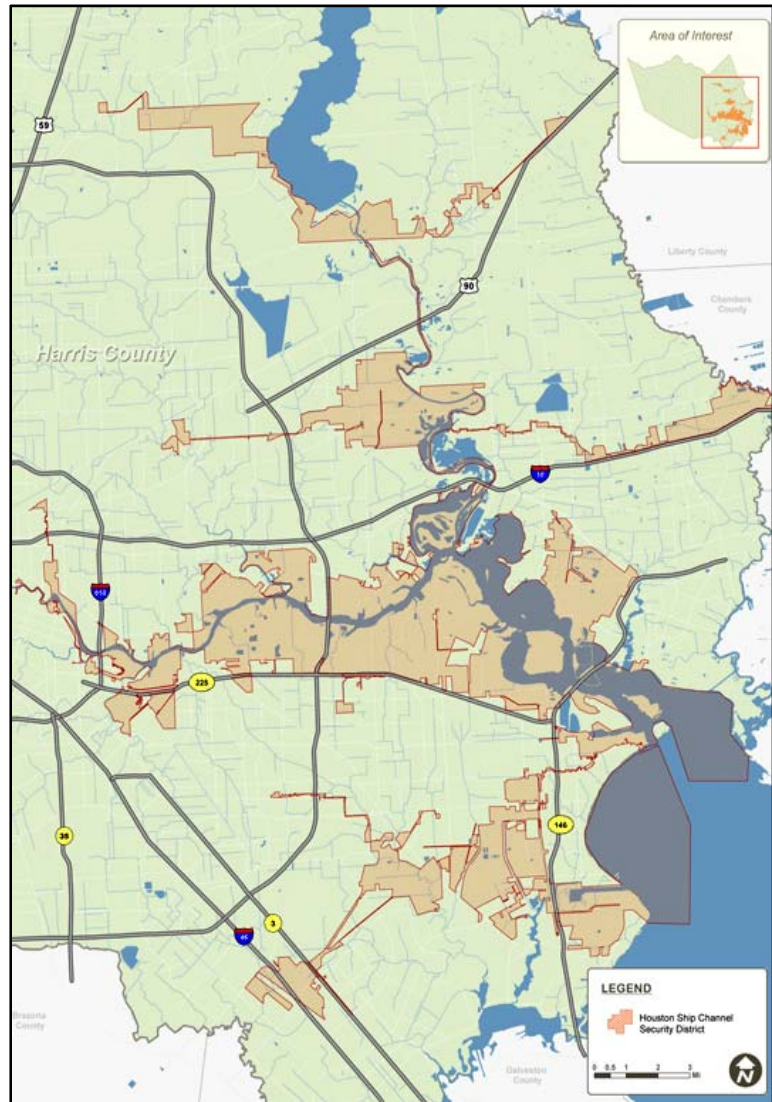 Area of Interest
59
Liberty County
Chambers
County
90
Harris County
10
610
225
35
146
3
45
Brazoria
County
Galveston
County
LEGEND
Houston Ship Channel
Security District
0 0.5 1 2 3
Mi
N